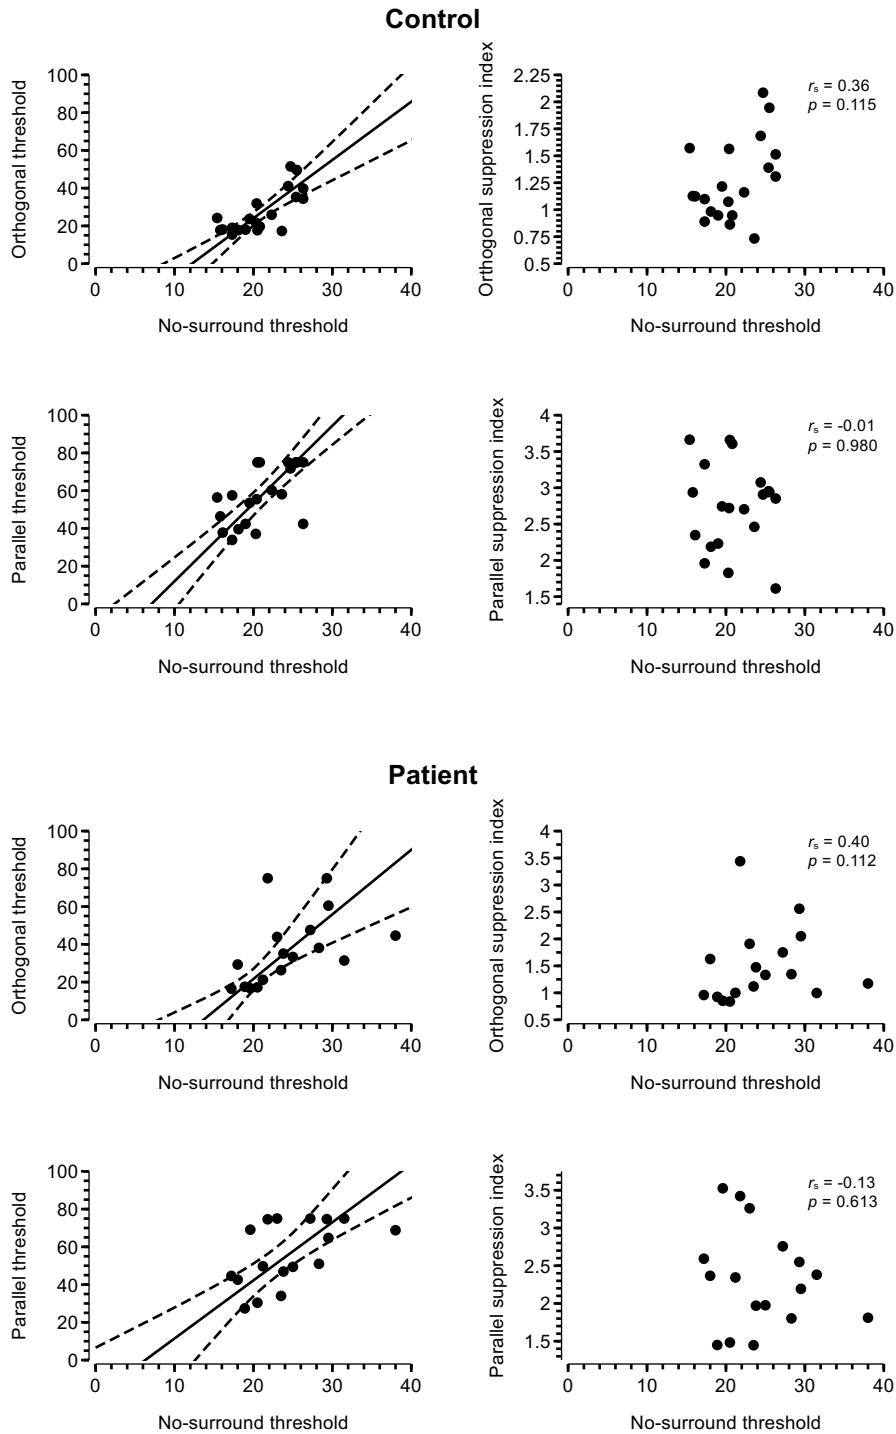 Control
Orthogonal threshold
100
80
60
40
20
0
0 10 20 30 40
No-surround threshold
Orthogonal suppression index
2.25
2
1.75
1.5
1.25
1
0.75
0.5
0 10 20 30 40
No-surround threshold
rs = 0.36
p = 0.115
Parallel threshold
100
80
60
40
20
0
0 10 20 30 40
No-surround threshold
Parallel suppression index
4
3.5
3
2.5
2
1.5
0 10 20 30 40
No-surround threshold
rs = -0.01
p = 0.980
Patient
Orthogonal threshold
100
80
60
40
20
0
0 10 20 30 40
No-surround threshold
Orthogonal suppression index
4
3.5
3
2.5
2
1.5
1
0.5
0 10 20 30 40
No-surround threshold
rs = 0.40
p = 0.112
Parallel threshold
100
80
60
40
20
0
0 10 20 30 40
No-surround threshold
Parallel suppression index
3.5
3
2.5
2
1.5
0 10 20 30 40
No-surround threshold
rs = -0.13
p = 0.613